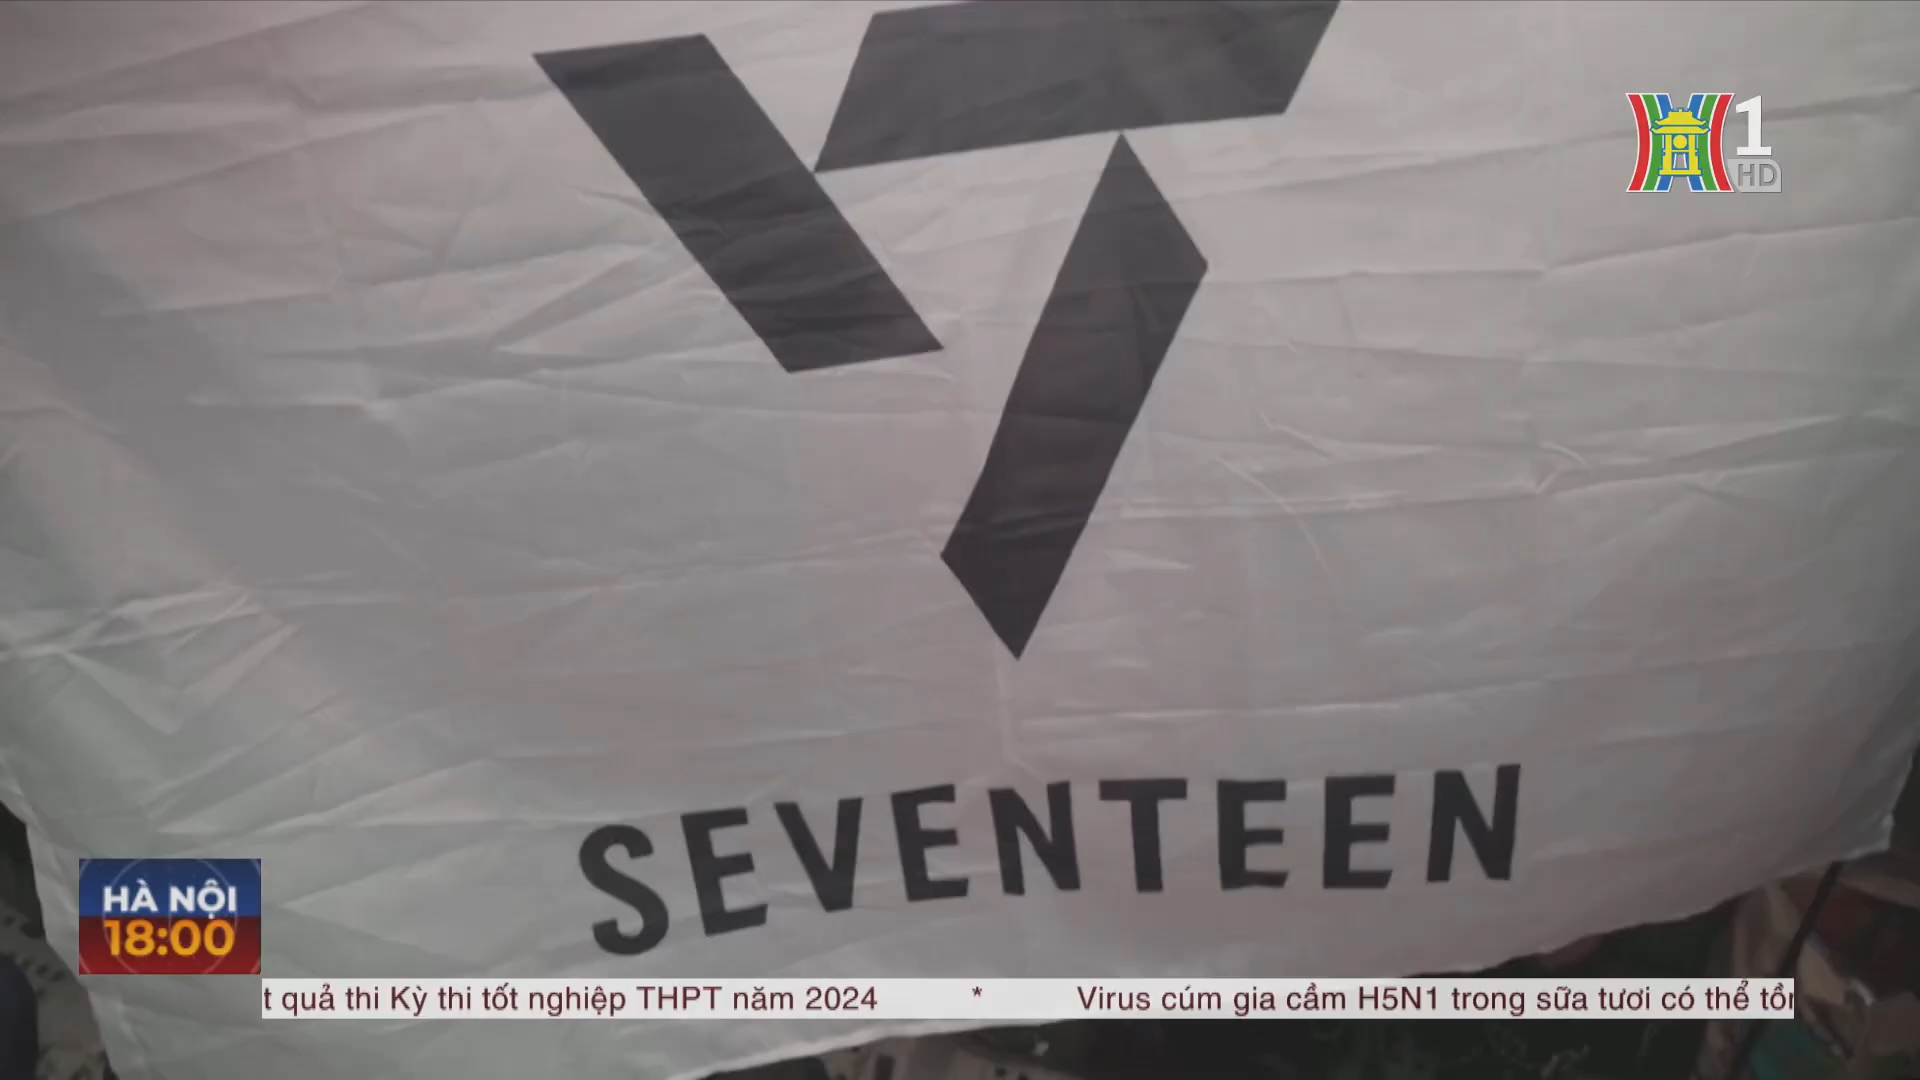 1
HD
SEVENTEEN
HÀ NỘI
18:00
t quả thi Kỳ thi tốt nghiệp THPT năm 2024 * Virus cúm gia cầm H5N1 trong sữa tươi có thể